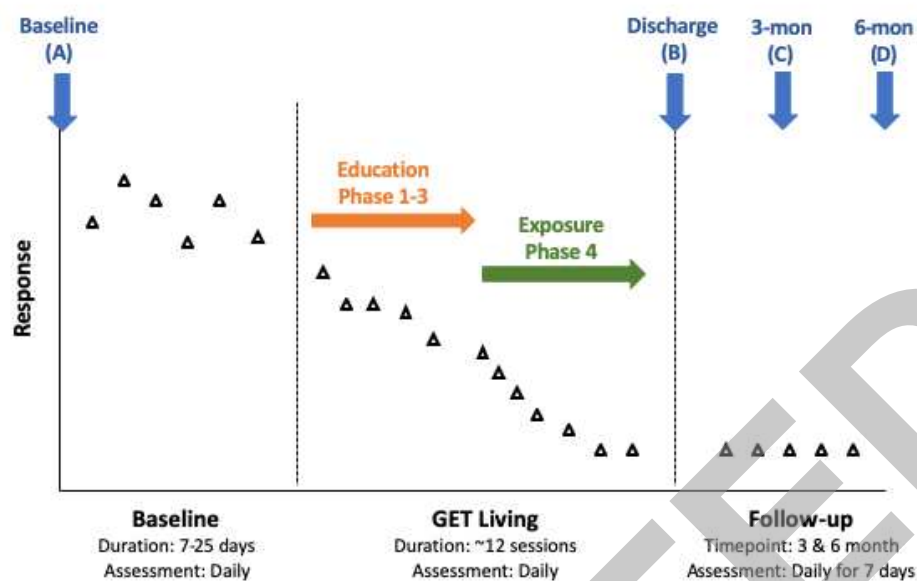 Baseline
(A)
Discharge
(B)
3-mon
(C)
6-mon
(D)
Education
Phase 1-3
Exposure
Phase 4
Response
Baseline
Duration: 7-25 days
Assessment: Daily
GET Living
Duration: ~12 sessions
Assessment: Daily
Follow-up
Timepoint: 3 & 6 month
Assessment: Daily for 7 days